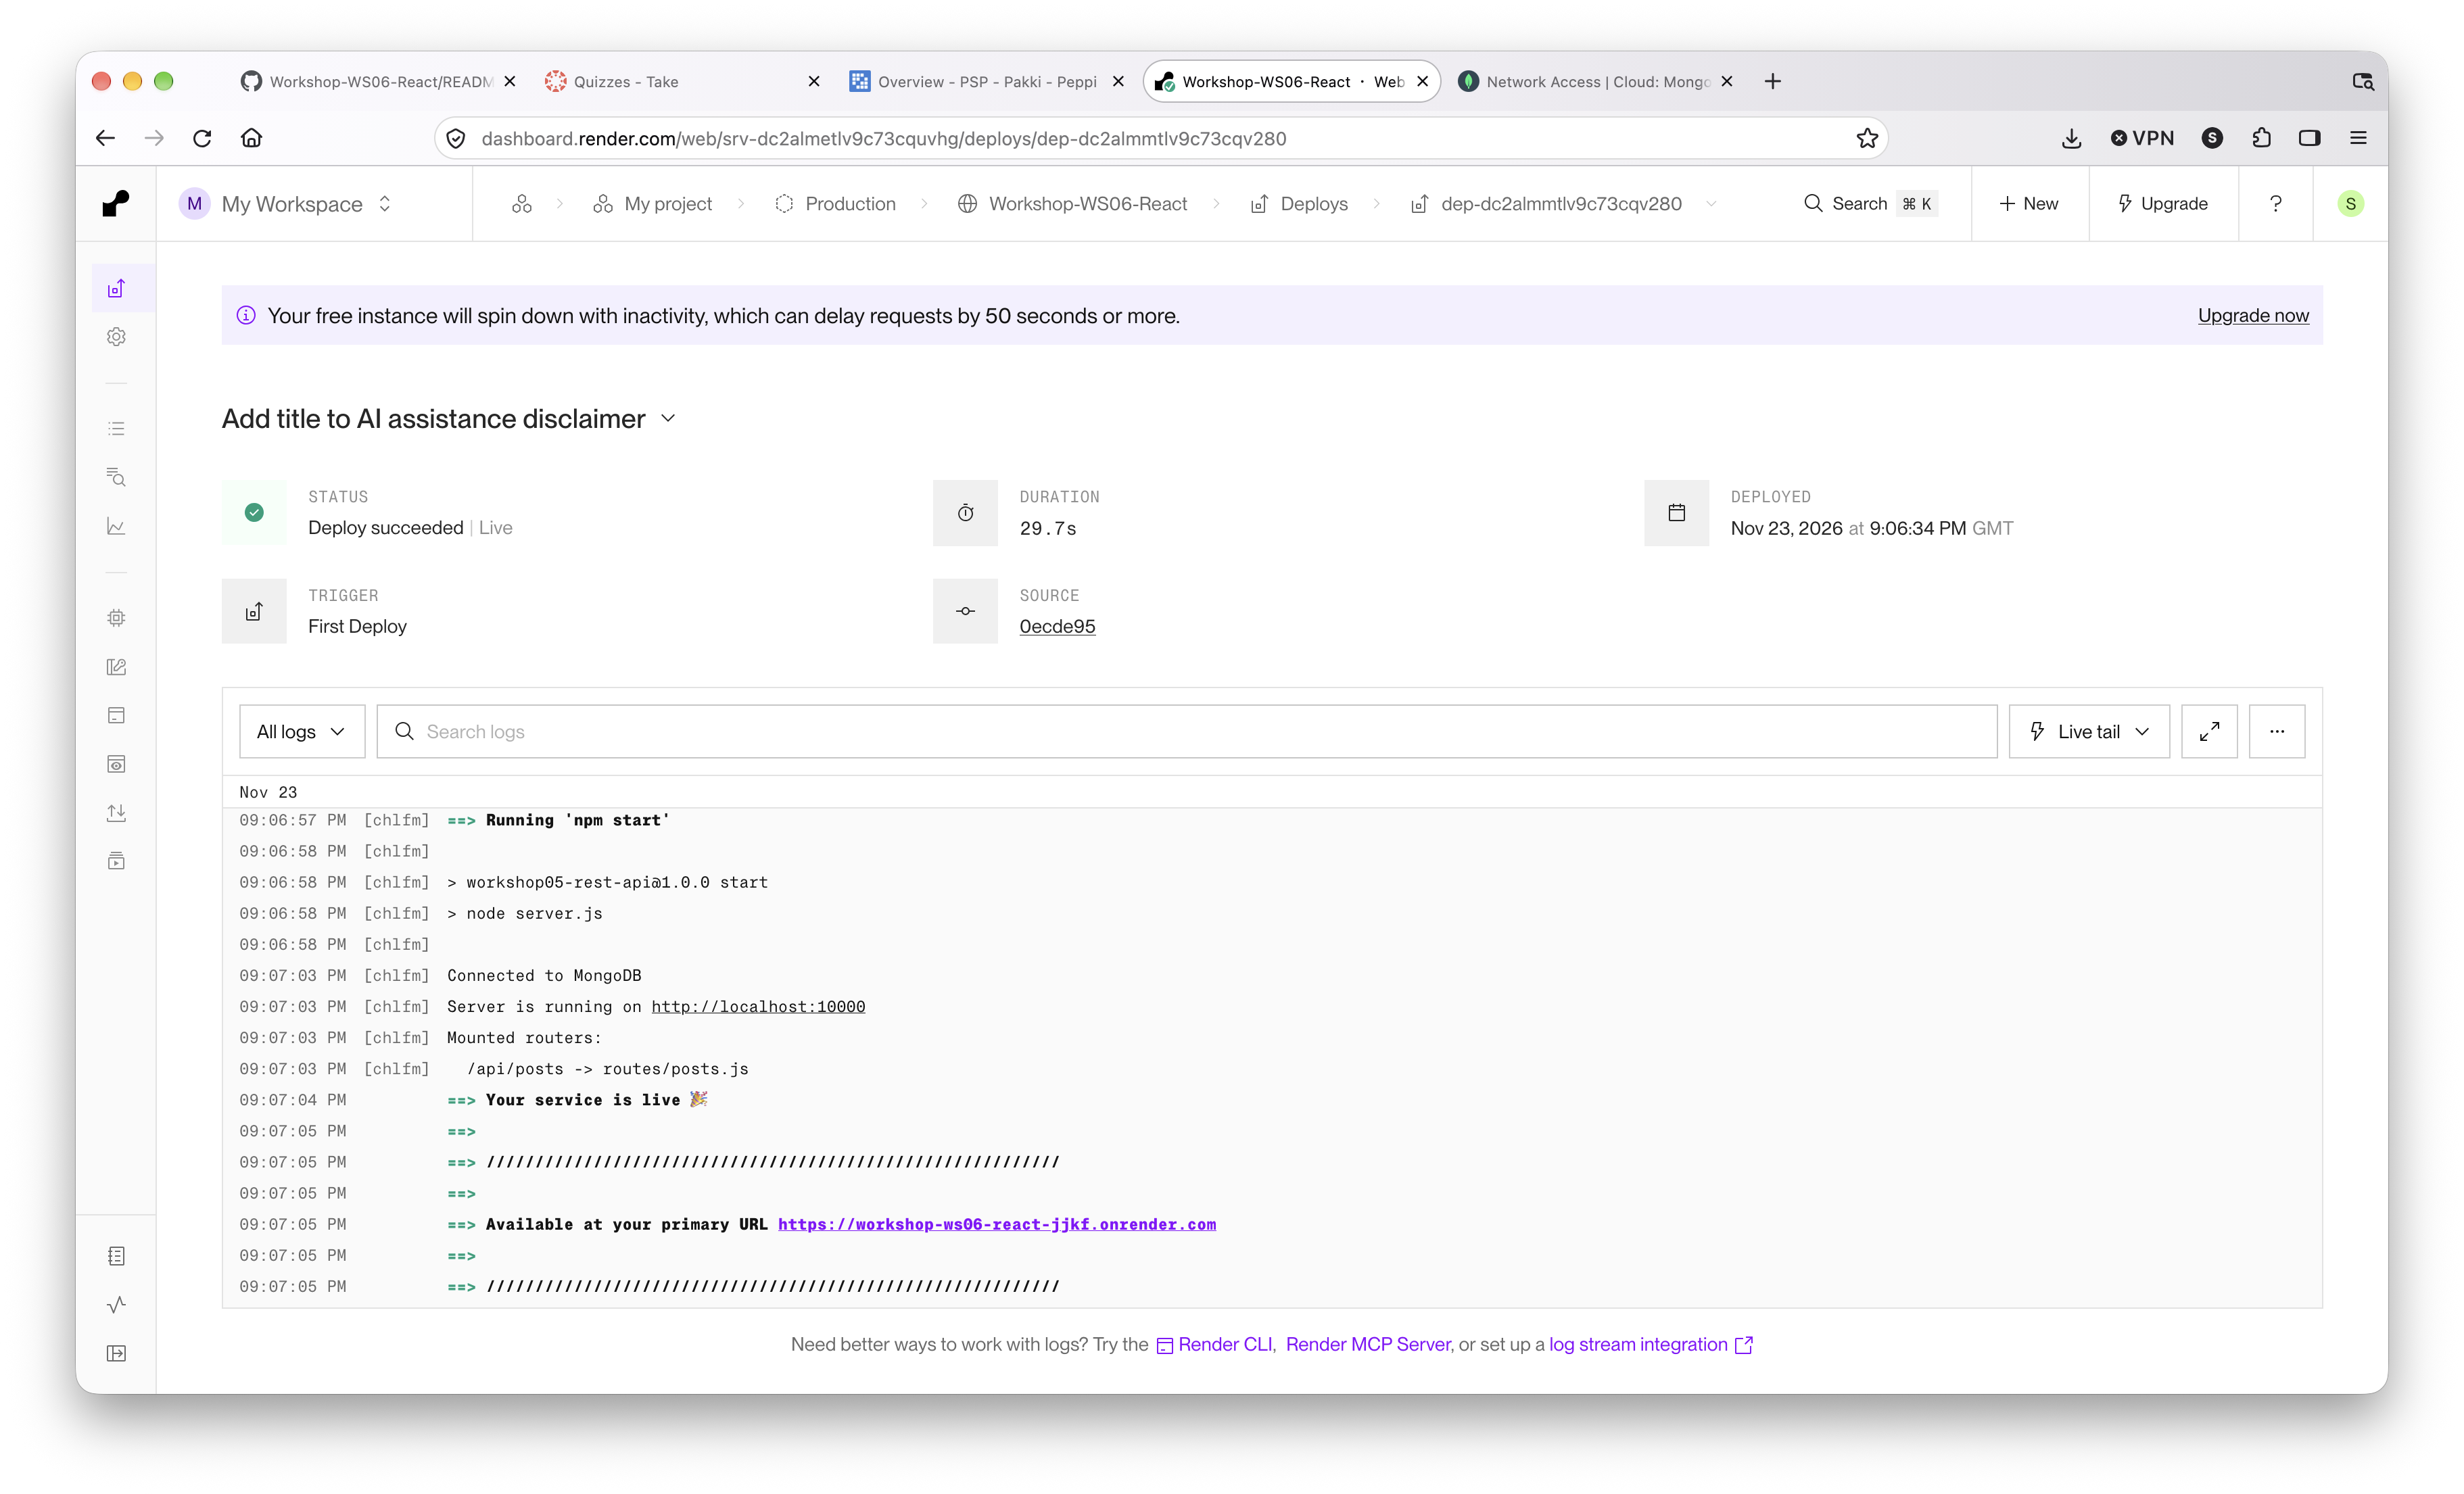 Workshop-WS06-React/READM
Quizzes - Take
Overview - PSP - Pakki - Peppi
Workshop-WS06-React · Web
Network Access | Cloud: Mongo
dashboard.render.com/web/srv-dc2almetlv9c73cquvhg/deploys/dep-dc2almmtlv9c73cqv280
VPN
S
M My Workspace
My project
Production
Workshop-WS06-React
Deploys
dep-dc2almmtlv9c73cqv280
Search ⌘ K
+ New
Upgrade
?
S
Your free instance will spin down with inactivity, which can delay requests by 50 seconds or more.
Upgrade now
Add title to AI assistance disclaimer
STATUS
Deploy succeeded | Live
DURATION
29.7s
DEPLOYED
Nov 23, 2026 at 9:06:34 PM GMT
TRIGGER
First Deploy
SOURCE
0ecde95
All logs
Search logs
Live tail
Nov 23
09:06:57 PM [chlfm] ==> Running 'npm start'
09:06:58 PM [chlfm]
09:06:58 PM [chlfm] > workshop05-rest-api@1.0.0 start
09:06:58 PM [chlfm] > node server.js
09:06:58 PM [chlfm]
09:07:03 PM [chlfm] Connected to MongoDB
09:07:03 PM [chlfm] Server is running on http://localhost:10000
09:07:03 PM [chlfm] Mounted routers:
09:07:03 PM [chlfm] /api/posts -> routes/posts.js
09:07:04 PM ==> Your service is live 🎉
09:07:05 PM ==>
09:07:05 PM ==> ///////////////////////////////////////////////////////////
09:07:05 PM ==>
09:07:05 PM ==> Available at your primary URL https://workshop-ws06-react-jjkf.onrender.com
09:07:05 PM ==>
09:07:05 PM ==> ///////////////////////////////////////////////////////////
Need better ways to work with logs? Try the Render CLI, Render MCP Server, or set up a log stream integration